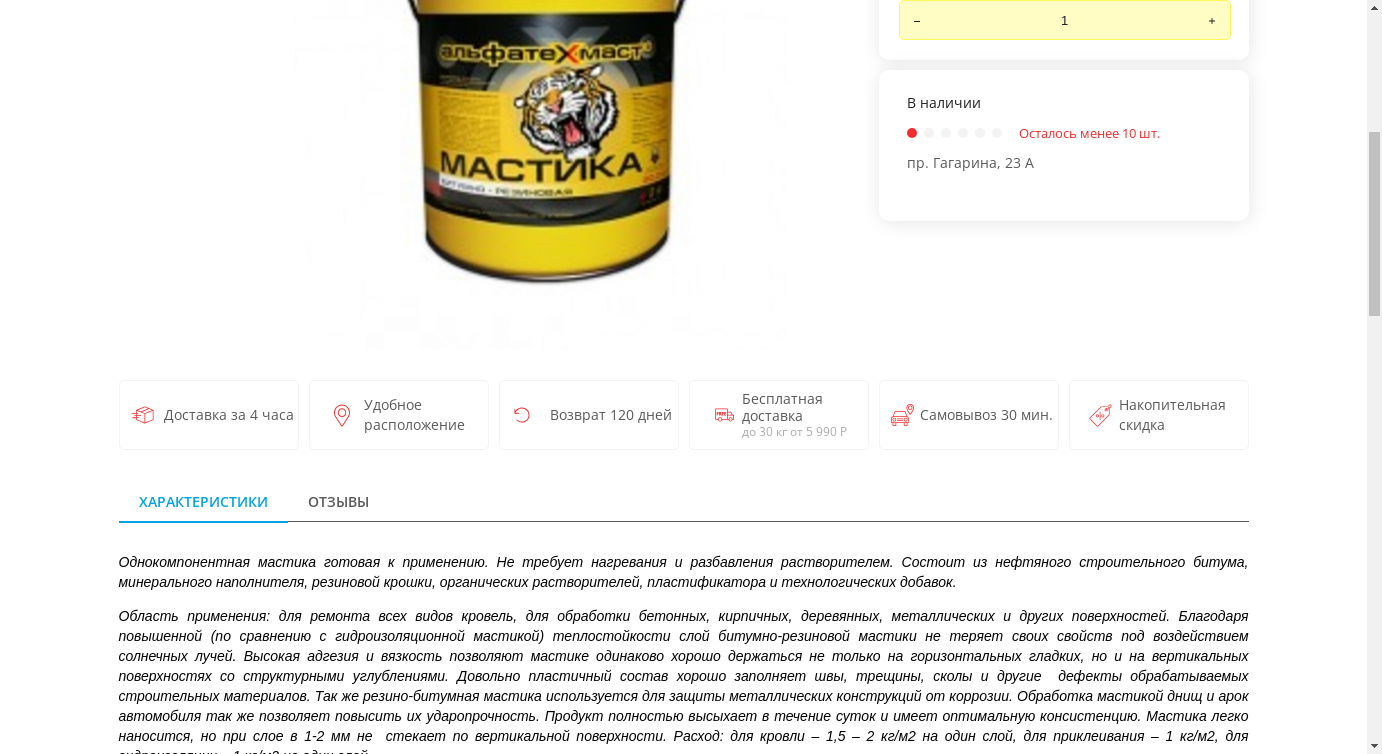 альфатеХмаст
МАСТИКА
БИТУМНО - РЕЗИНОВАЯ
– 1 +
В наличии
Осталось менее 10 шт.
пр. Гагарина, 23 А
Доставка за 4 часа
Удобное
расположение
Возврат 120 дней
FREE
Бесплатная
доставка
до 30 кг от 5 990 Р
Самовывоз 30 мин.
Накопительная
скидка
ХАРАКТЕРИСТИКИ ОТЗЫВЫ
Однокомпонентная мастика готовая к применению. Не требует нагревания и разбавления растворителем. Состоит из нефтяного строительного битума,
минерального наполнителя, резиновой крошки, органических растворителей, пластификатора и технологических добавок.
Область применения: для ремонта всех видов кровель, для обработки бетонных, кирпичных, деревянных, металлических и других поверхностей. Благодаря
повышенной (по сравнению с гидроизоляционной мастикой) теплостойкости слой битумно-резиновой мастики не теряет своих свойств под воздействием
солнечных лучей. Высокая адгезия и вязкость позволяют мастике одинаково хорошо держаться не только на горизонтальных гладких, но и на вертикальных
поверхностях со структурными углублениями. Довольно пластичный состав хорошо заполняет швы, трещины, сколы и другие дефекты обрабатываемых
строительных материалов. Так же резино-битумная мастика используется для защиты металлических конструкций от коррозии. Обработка мастикой днищ и арок
автомобиля так же позволяет повысить их ударопрочность. Продукт полностью высыхает в течение суток и имеет оптимальную консистенцию. Мастика легко
наносится, но при слое в 1-2 мм не стекает по вертикальной поверхности. Расход: для кровли – 1,5 – 2 кг/м2 на один слой, для приклеивания – 1 кг/м2, для
гидроизоляции – 1 кг/м2 на один слой.